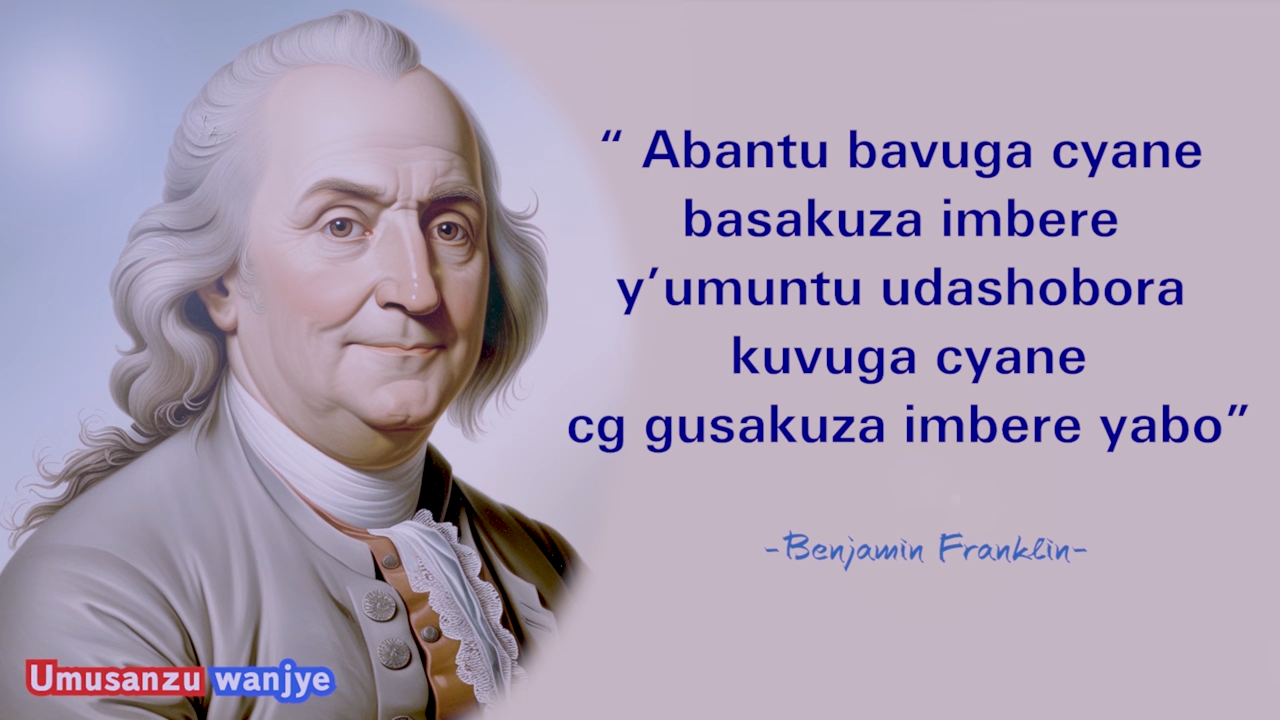 “ Abantu bavuga cyane
basakuza imbere
y’umuntu udashobora
kuvuga cyane
cg gusakuza imbere yabo”
-Benjamin Franklin-
Umusanzu wanjye